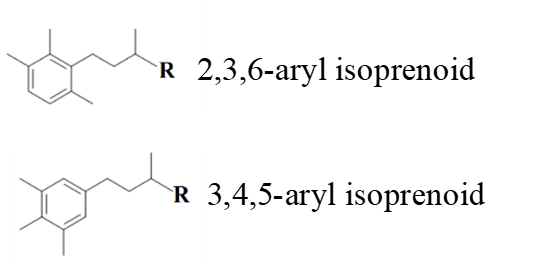 R 2,3,6-aryl isoprenoid
R 3,4,5-aryl isoprenoid